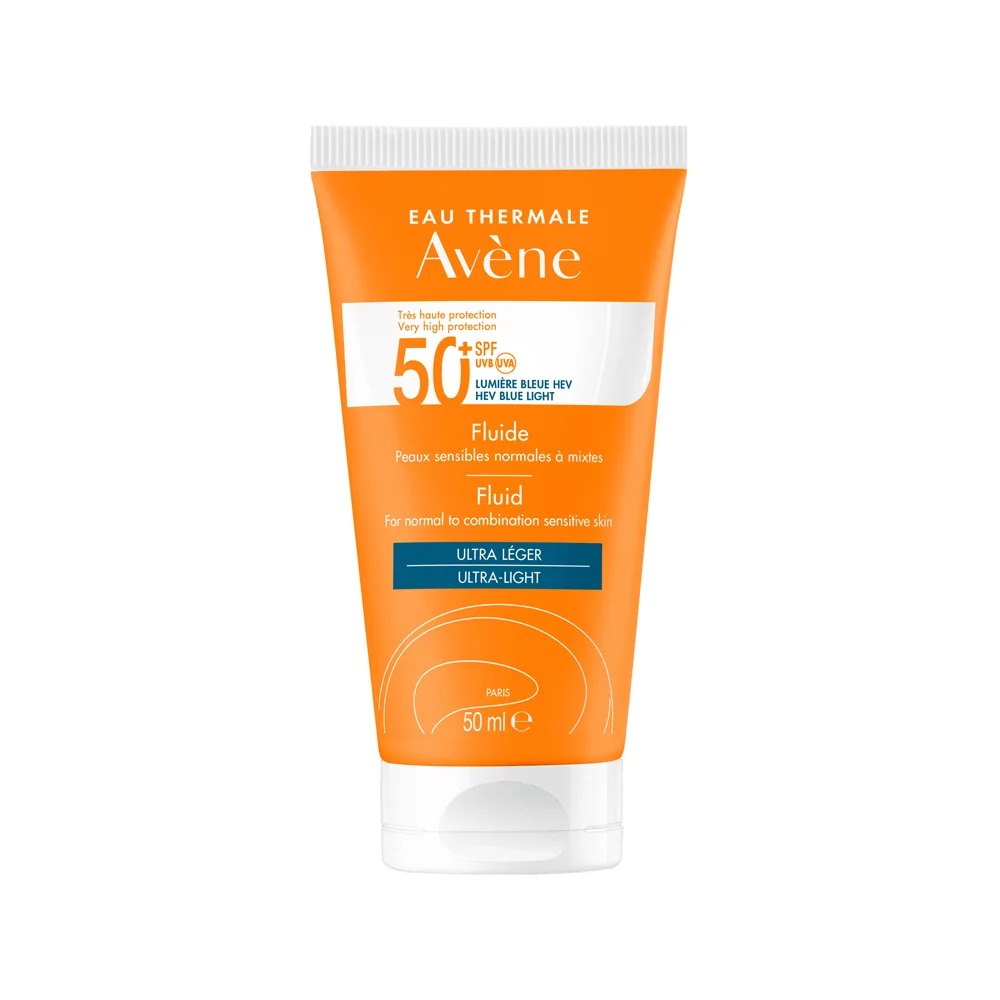 EAU THERMALE
Avène
Très haute protection
Very high protection
50+ SPF
UVB UVA
LUMIÈRE BLEUE HEV
HEV BLUE LIGHT
Fluide
Peaux sensibles normales à mixtes
Fluid
For normal to combination sensitive skin
ULTRA LÉGER
ULTRA-LIGHT
PARIS
50 ml ℮